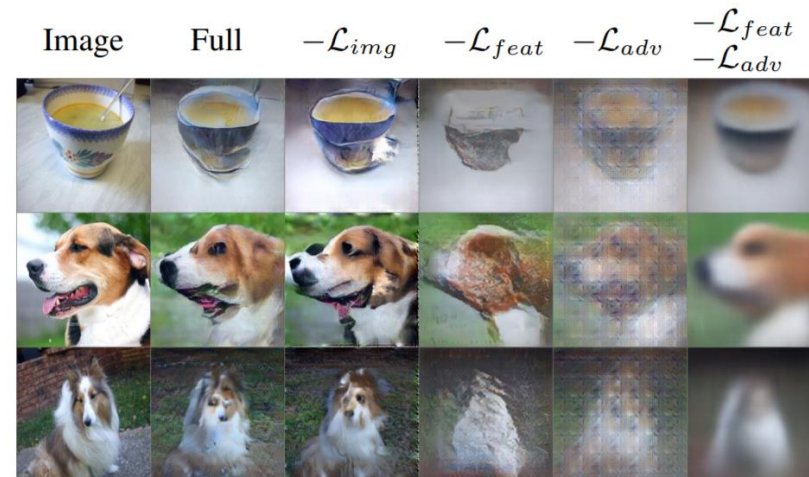 Image Full −ℒ_img −ℒ_feat −ℒ_adv −ℒ_feat
−ℒ_adv